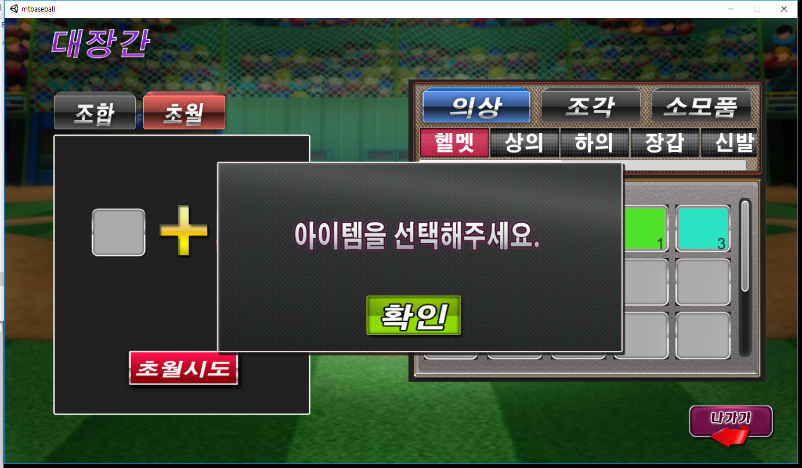 mtbaseball
대장간
조합 초월
의상 조각 소모품
헬멧 상의 하의 장갑 신발
아이템을 선택해주세요.
1 3
확인
초월시도
나가기